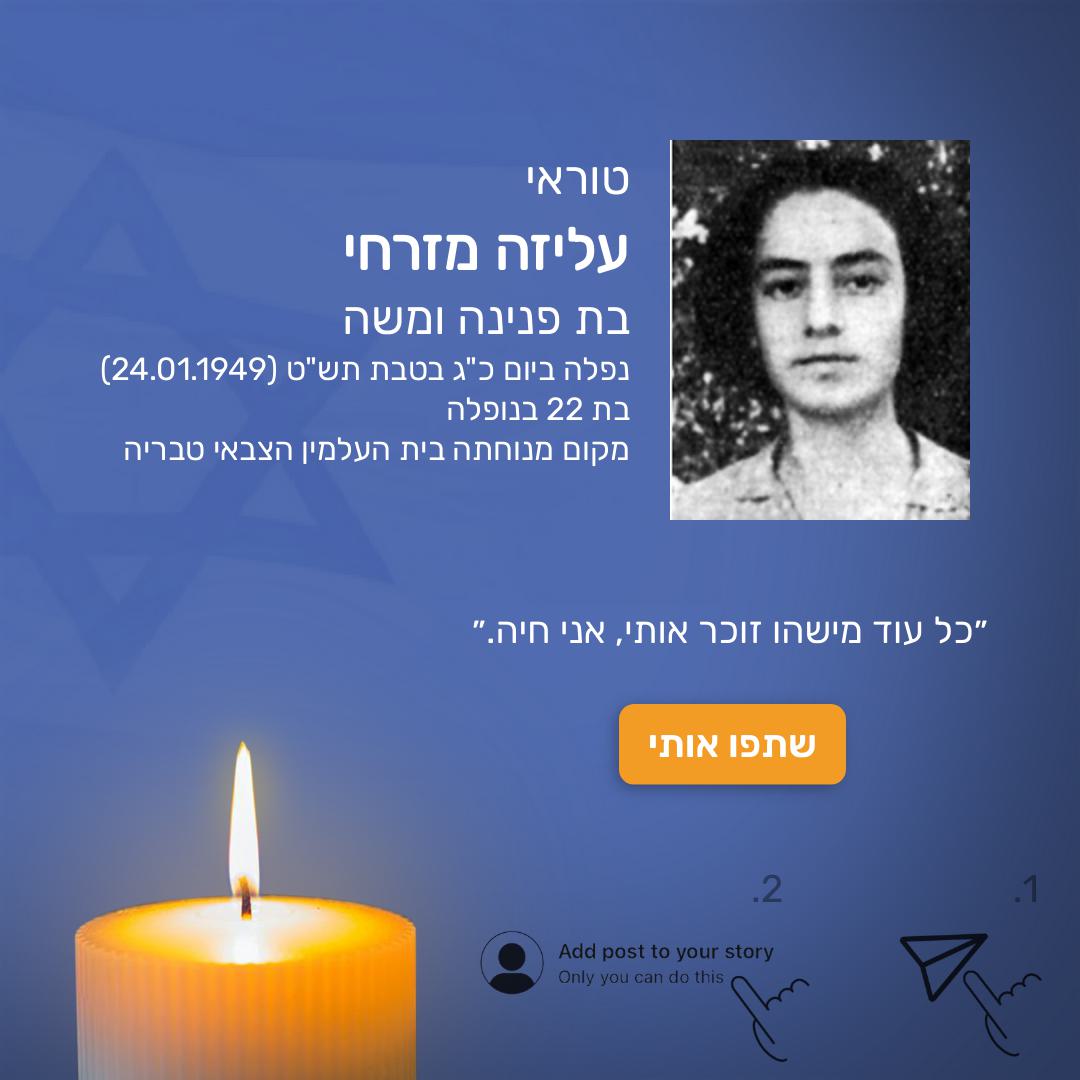 טוראי
עליזה מזרחי
בת פנינה ומשה
נפלה ביום כ"ג בטבת תש"ט (24.01.1949)
בת 22 בנופלה
מקום מנוחתה בית העלמין הצבאי טבריה
״כל עוד מישהו זוכר אותי, אני חיה.״
שתפו אותי
1.
2.
Add post to your story
Only you can do this